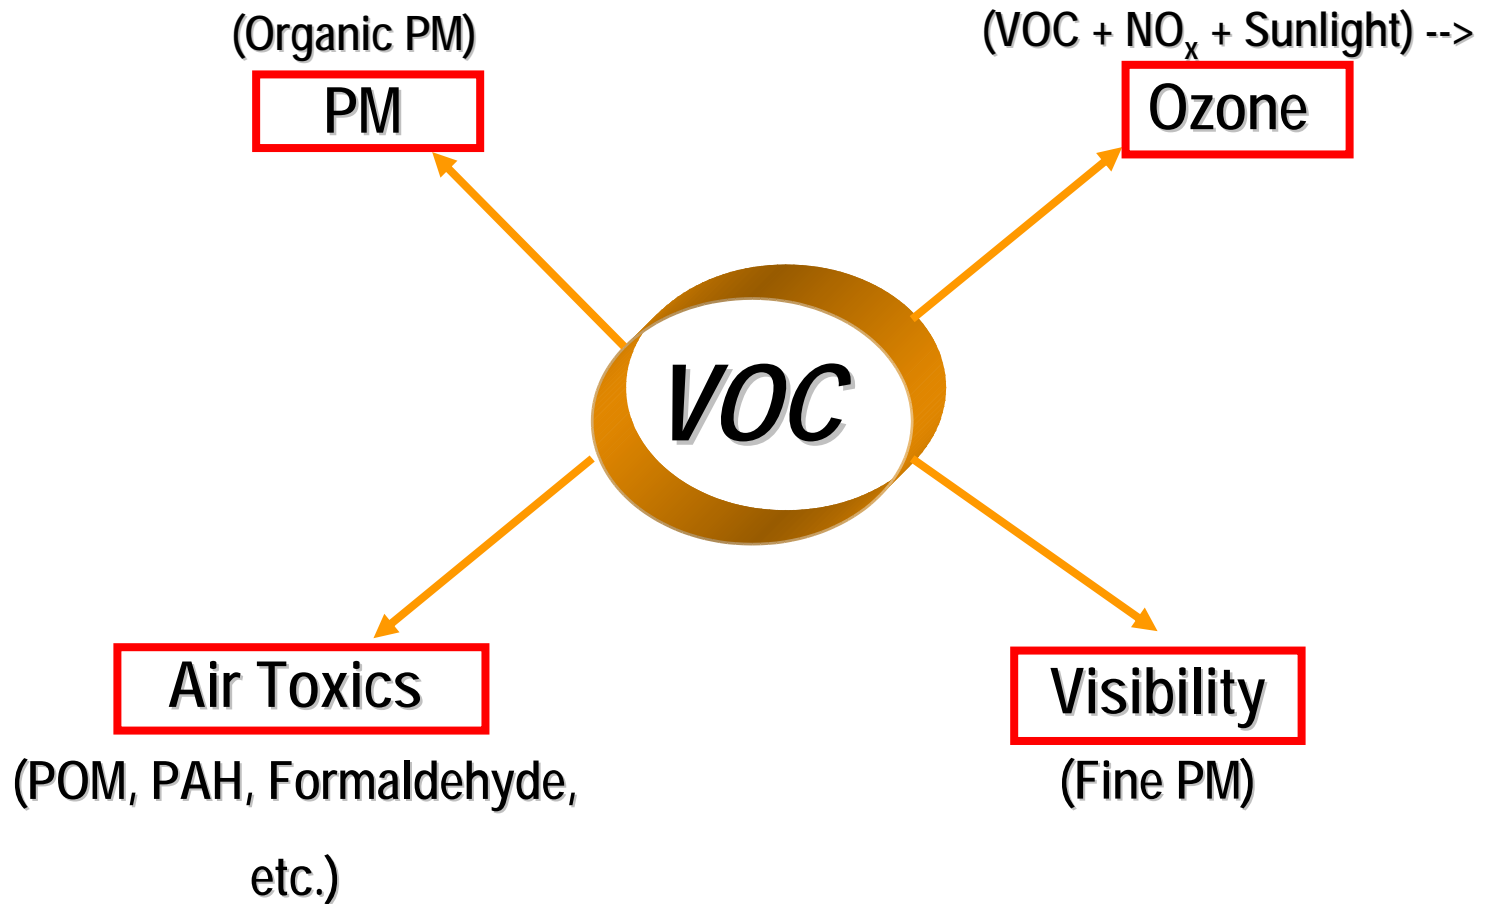 (Organic PM)
PM
(VOC + NOx + Sunlight) -->
Ozone
VOC
Air Toxics
(POM, PAH, Formaldehyde,
etc.)
Visibility
(Fine PM)